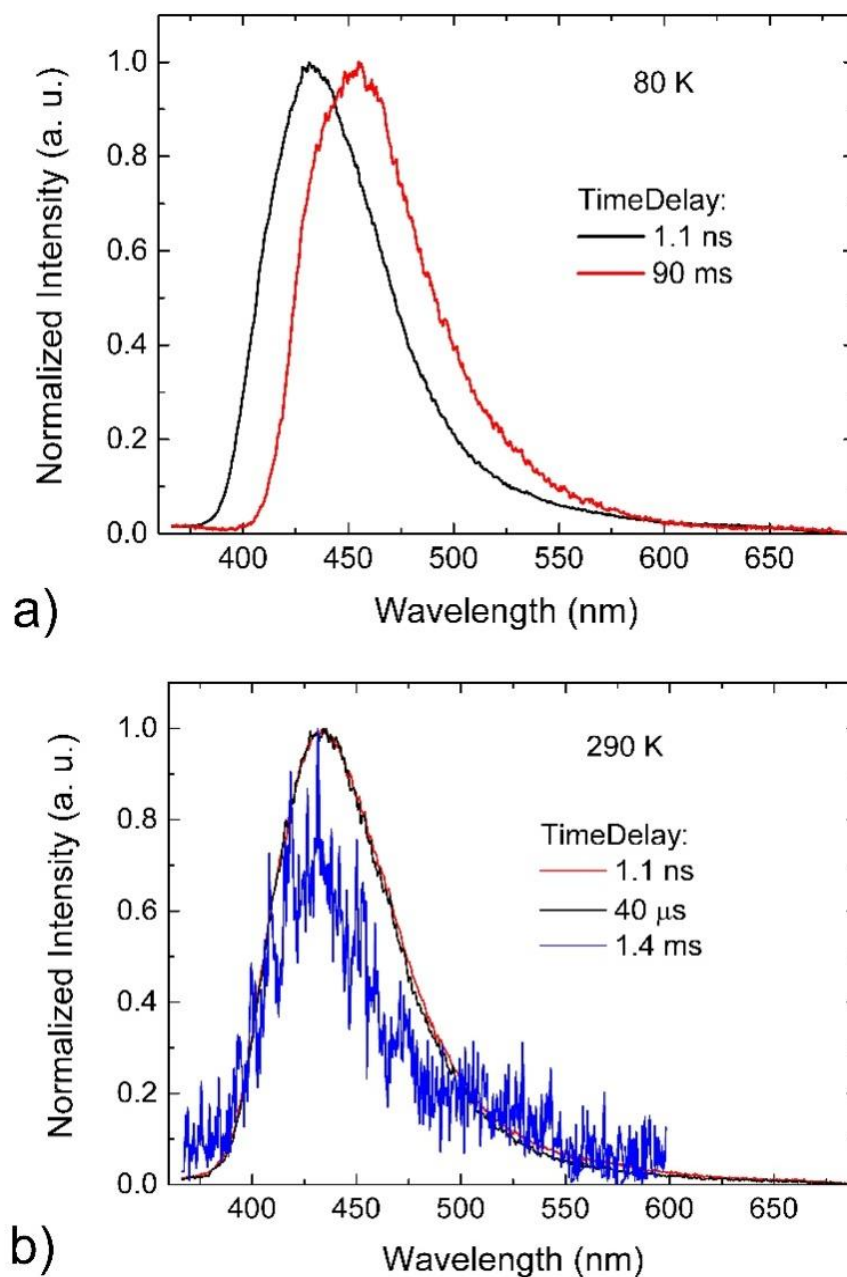 Normalized Intensity (a. u.)
1.0
0.8
0.6
0.4
0.2
0.0
80 K
TimeDelay:
1.1 ns
90 ms
400 450 500 550 600 650
Wavelength (nm)
a)
Normalized Intensity (a. u.)
1.0
0.8
0.6
0.4
0.2
0.0
290 K
TimeDelay:
1.1 ns
40 μs
1.4 ms
400 450 500 550 600 650
Wavelength (nm)
b)